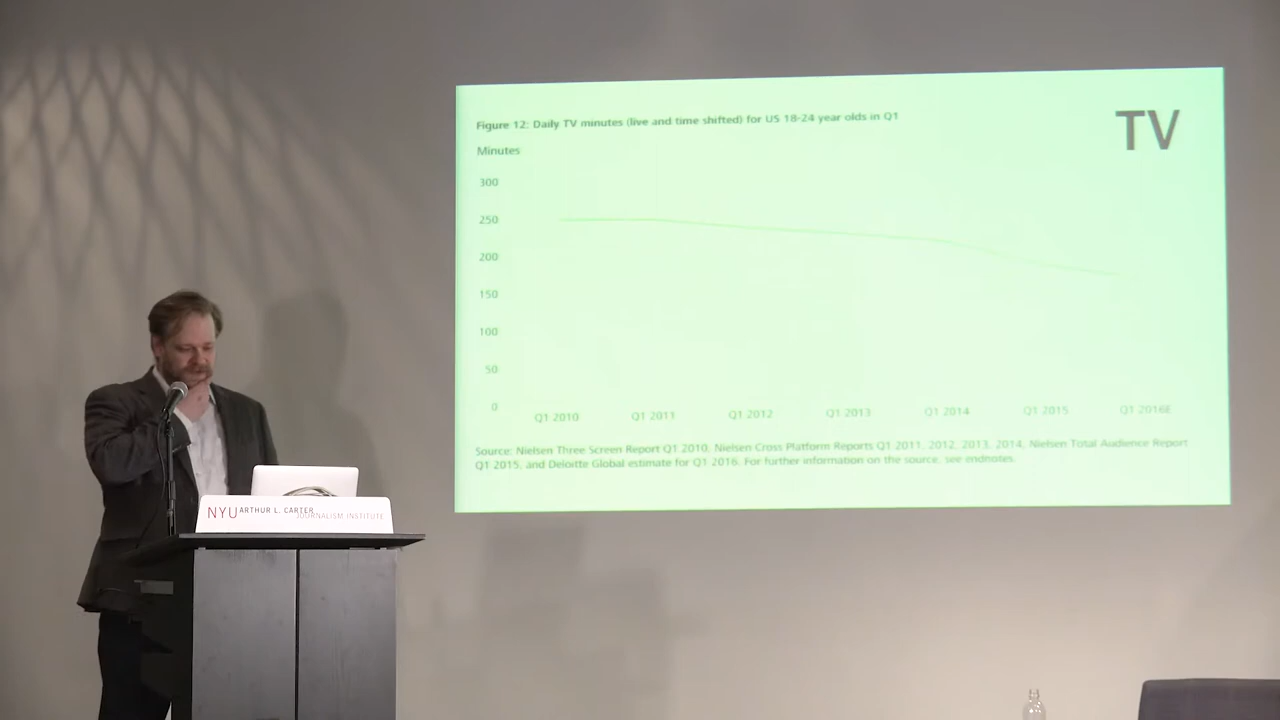 Figure 12: Daily TV minutes (live and time shifted) for US 18-24 year olds in Q1
TV
Minutes
300
250
200
150
100
50
0
Q1 2010 Q1 2011 Q1 2012 Q1 2013 Q1 2014 Q1 2015 Q1 2016E
Source: Nielsen Three Screen Report Q1 2010, Nielsen Cross Platform Reports Q1 2011, 2012, 2013, 2014, Nielsen Total Audience Report
Q1 2015, and Deloitte Global estimate for Q1 2016. For further information on the source, see endnotes.
NYU ARTHUR L. CARTER
JOURNALISM INSTITUTE